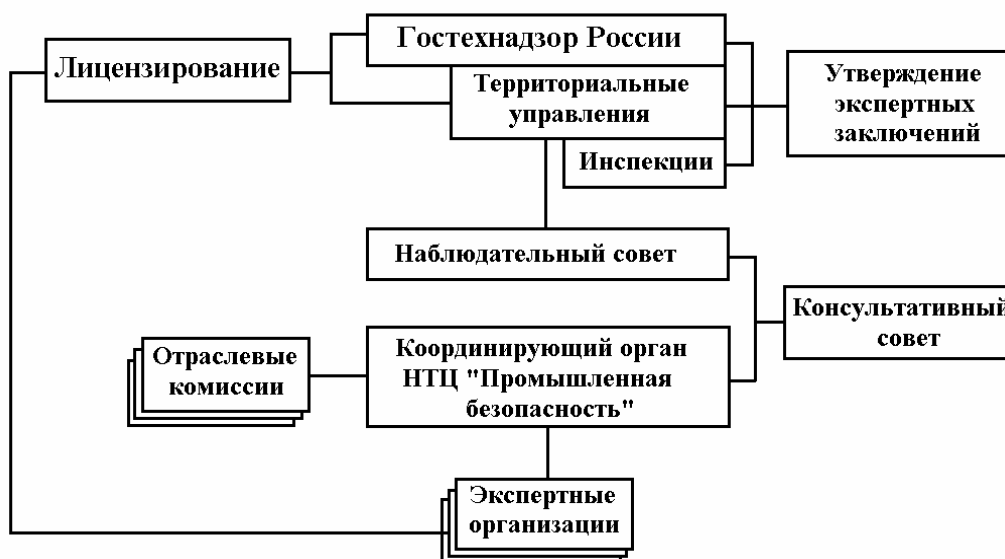 Гостехнадзор России
Лицензирование
Территориальные
управления
Утверждение
экспертных
заключений
Инспекции
Наблюдательный совет
Консультативный
совет
Отраслевые
комиссии
Координирующий орган
НТЦ "Промышленная
безопасность"
Экспертные
организации